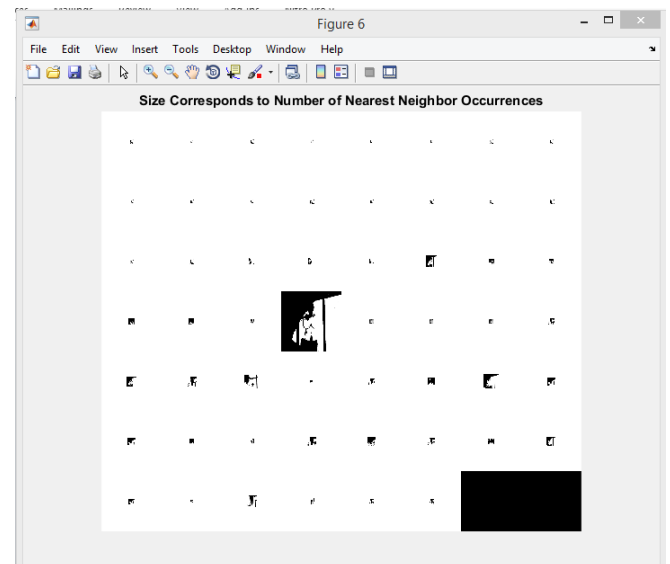 Figure 6
File Edit View Insert Tools Desktop Window Help
Size Corresponds to Number of Nearest Neighbor Occurrences